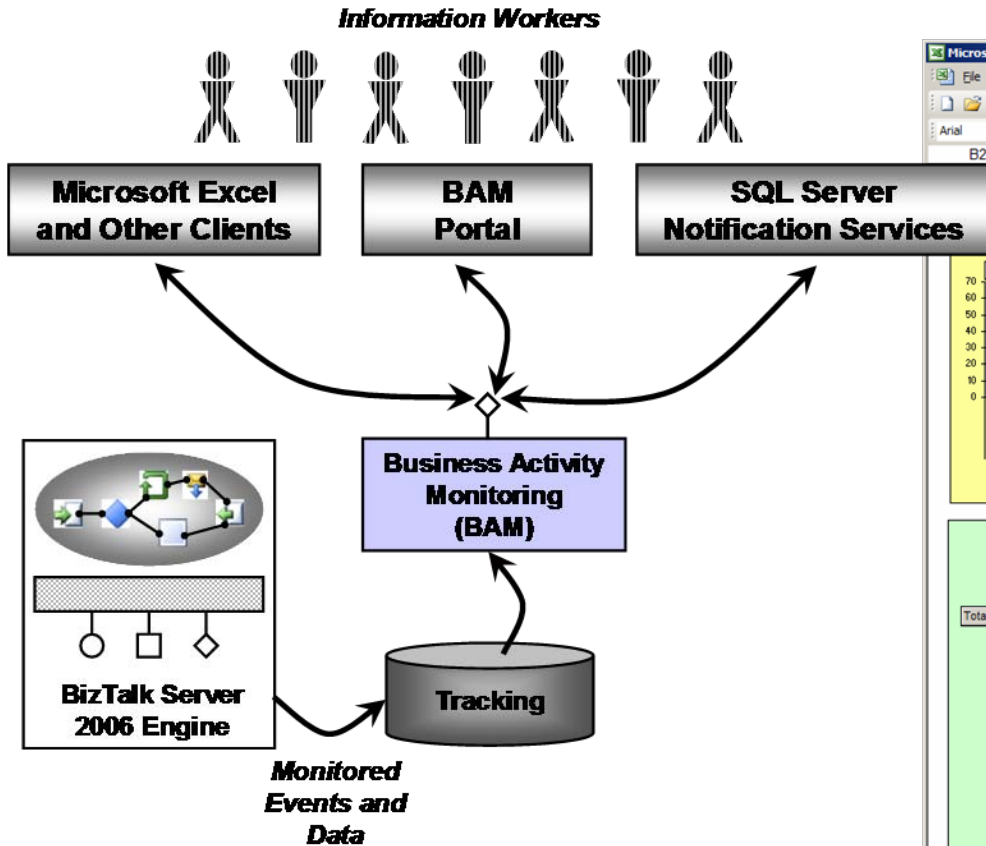 Information Workers
Microsoft Excel
and Other Clients
BAM
Portal
SQL Server
Notification Services
Business Activity
Monitoring
(BAM)
BizTalk Server
2006 Engine
Tracking
Monitored
Events and
Data
Micros
File
Arial
B2
70
60
50
40
30
20
10
0
Tota